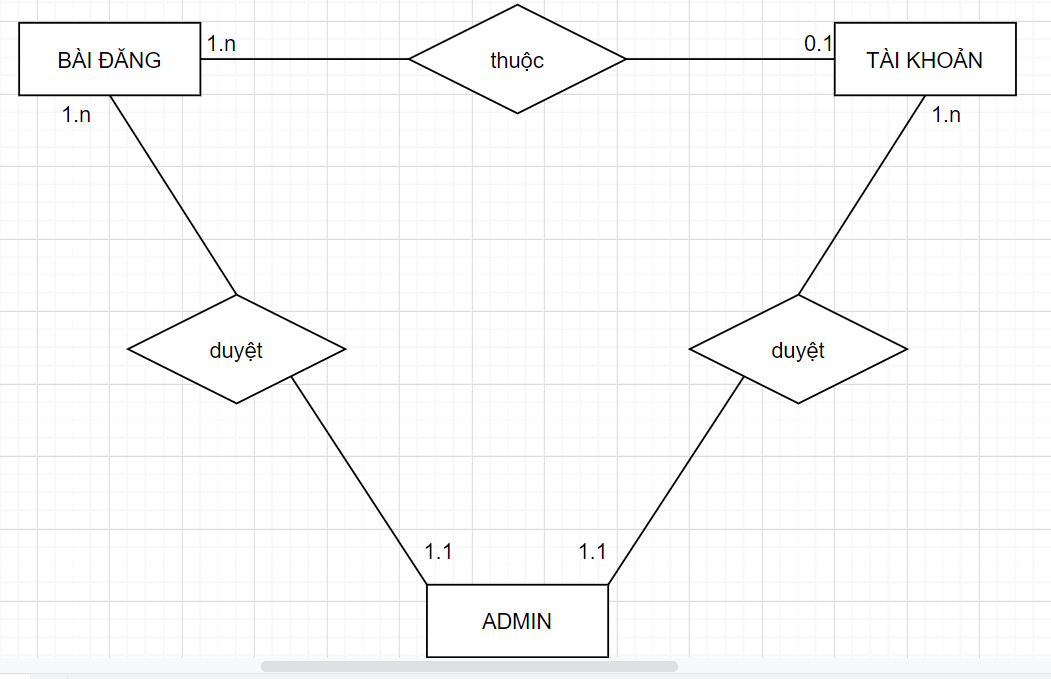 BÀI ĐĂNG
1.n
thuộc
0.1
TÀI KHOẢN
1.n
1.n
duyệt
duyệt
1.1
1.1
ADMIN